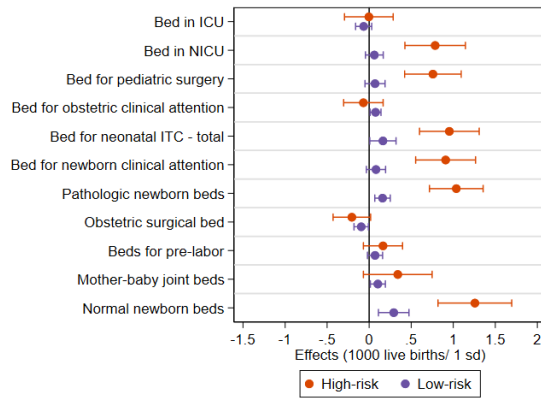 Bed in ICU
Bed in NICU
Bed for pediatric surgery
Bed for obstetric clinical attention
Bed for neonatal ITC - total
Bed for newborn clinical attention
Pathologic newborn beds
Obstetric surgical bed
Beds for pre-labor
Mother-baby joint beds
Normal newborn beds
-1.5 -1 -.5 0 .5 1 1.5 2
Effects (1000 live births/ 1 sd)
High-risk Low-risk